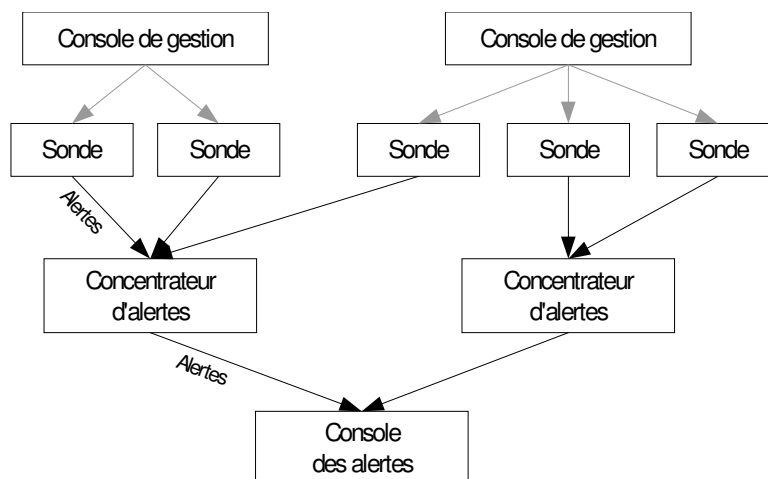 Console de gestion
Console de gestion
Sonde
Sonde
Sonde
Sonde
Sonde
Alertes
Concentrateur
d'alertes
Concentrateur
d'alertes
Alertes
Console
des alertes